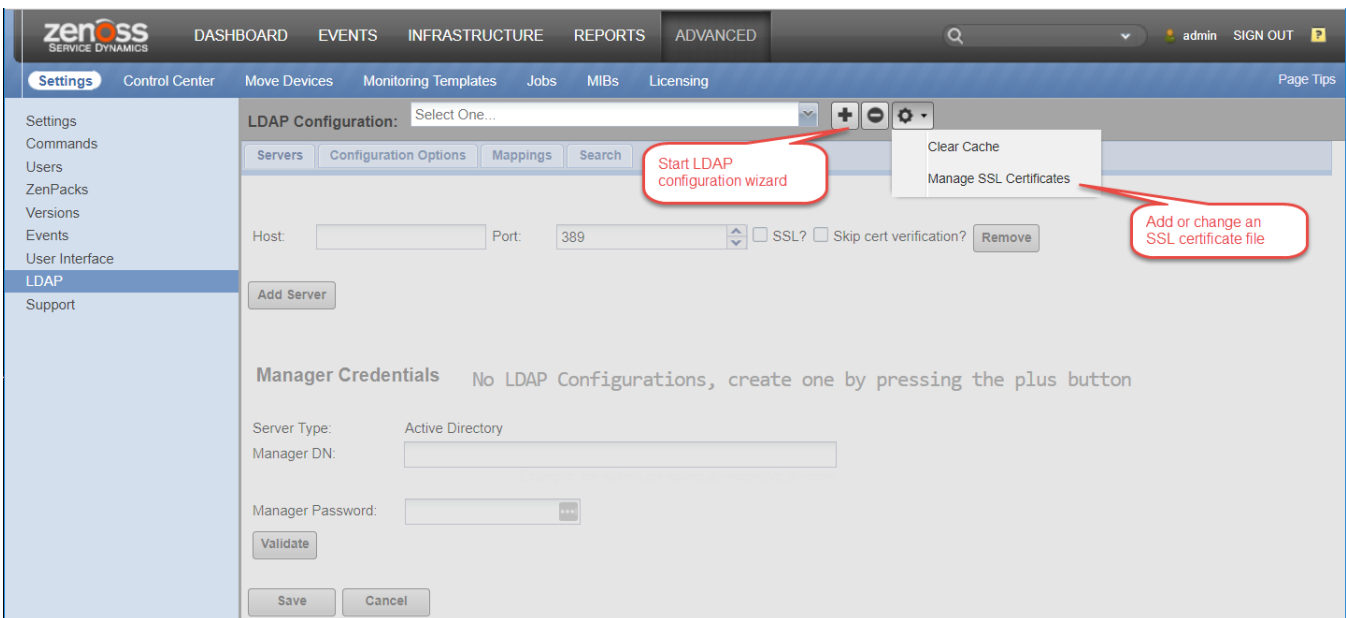 zenoss
SERVICE DYNAMICS
DASHBOARD EVENTS INFRASTRUCTURE REPORTS ADVANCED admin SIGN OUT ?
Settings Control Center Move Devices Monitoring Templates Jobs MIBs Licensing Page Tips
Settings
Commands
Users
ZenPacks
Versions
Events
User Interface
LDAP
Support
LDAP Configuration: Select One...
Clear Cache
Manage SSL Certificates
Servers Configuration Options Mappings Search
Start LDAP
configuration wizard
Add or change an
SSL certificate file
Host: Port: 389 SSL? Skip cert verification? Remove
Add Server
Manager Credentials No LDAP Configurations, create one by pressing the plus button
Server Type: Active Directory
Manager DN:
Manager Password:
Validate
Save Cancel